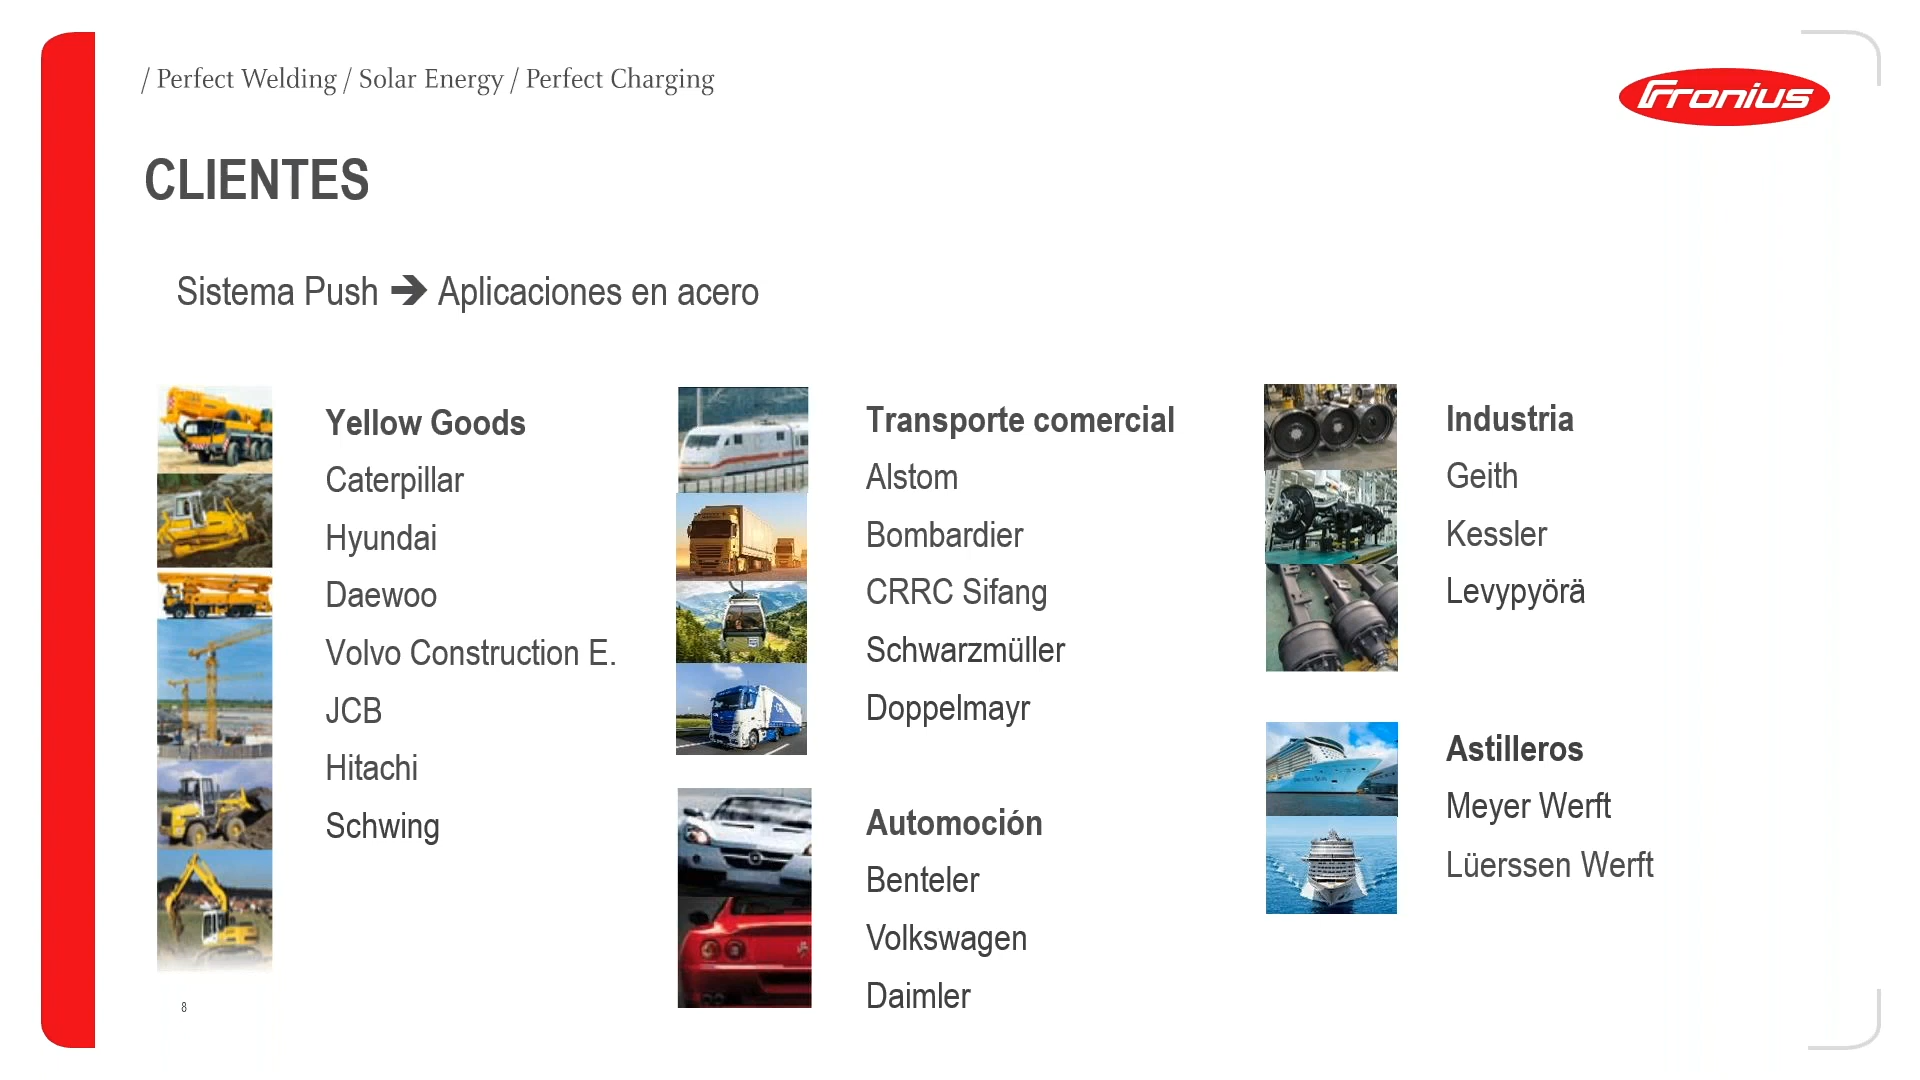 / Perfect Welding / Solar Energy / Perfect Charging
Fronius
CLIENTES
Sistema Push ➔ Aplicaciones en acero
Yellow Goods
Caterpillar
Hyundai
Daewoo
Volvo Construction E.
JCB
Hitachi
Schwing
Transporte comercial
Alstom
Bombardier
CRRC Sifang
Schwarzmüller
Doppelmayr
Automoción
Benteler
Volkswagen
Daimler
Industria
Geith
Kessler
Levypyörä
Astilleros
Meyer Werft
Lüerssen Werft
8